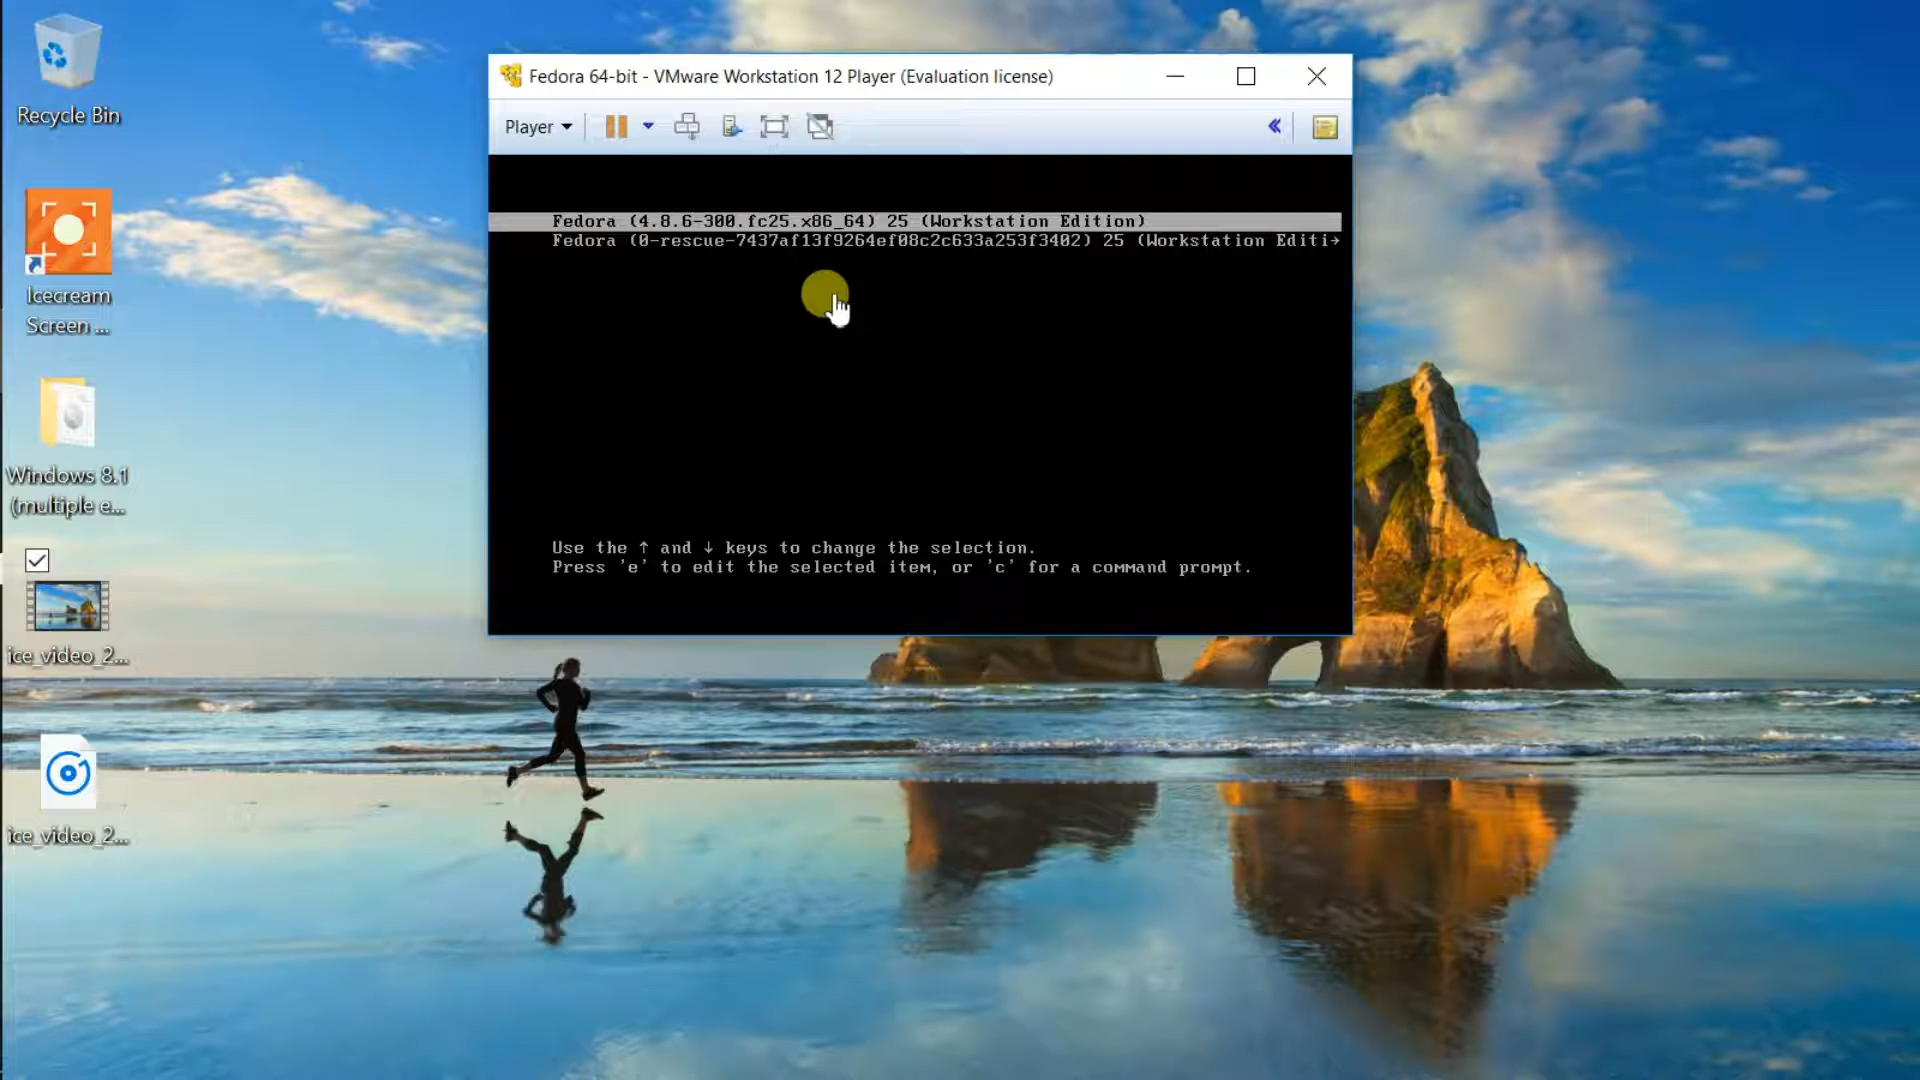 Recycle Bin
Icecream
Screen ...
Windows 8.1
(multiple e...
ice_video_2...
ice_video_2...
Fedora 64-bit - VMware Workstation 12 Player (Evaluation license)
Player
Fedora (4.8.6-300.fc25.x86_64) 25 (Workstation Edition)
Fedora (0-rescue-7437af13f9264ef08c2c633a253f3402) 25 (Workstation Editi→
Use the ↑ and ↓ keys to change the selection.
Press 'e' to edit the selected item, or 'c' for a command prompt.